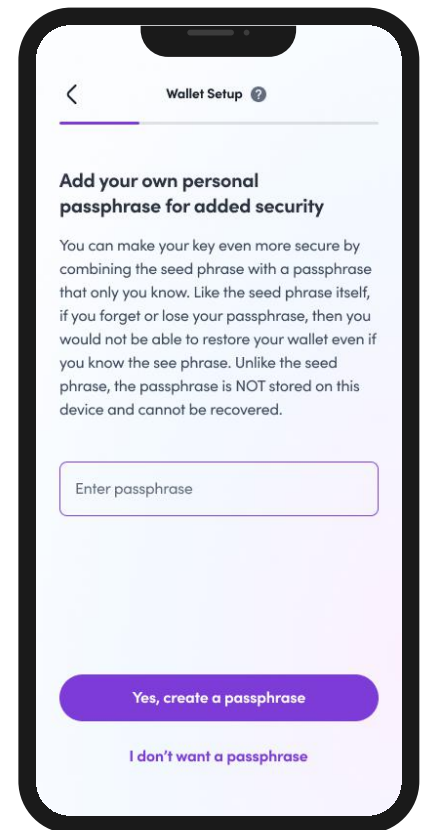 Wallet Setup ?
Add your own personal
passphrase for added security
You can make your key even more secure by
combining the seed phrase with a passphrase
that only you know. Like the seed phrase itself,
if you forget or lose your passphrase, then you
would not be able to restore your wallet even if
you know the see phrase. Unlike the seed
phrase, the passphrase is NOT stored on this
device and cannot be recovered.
Enter passphrase
Yes, create a passphrase
I don't want a passphrase